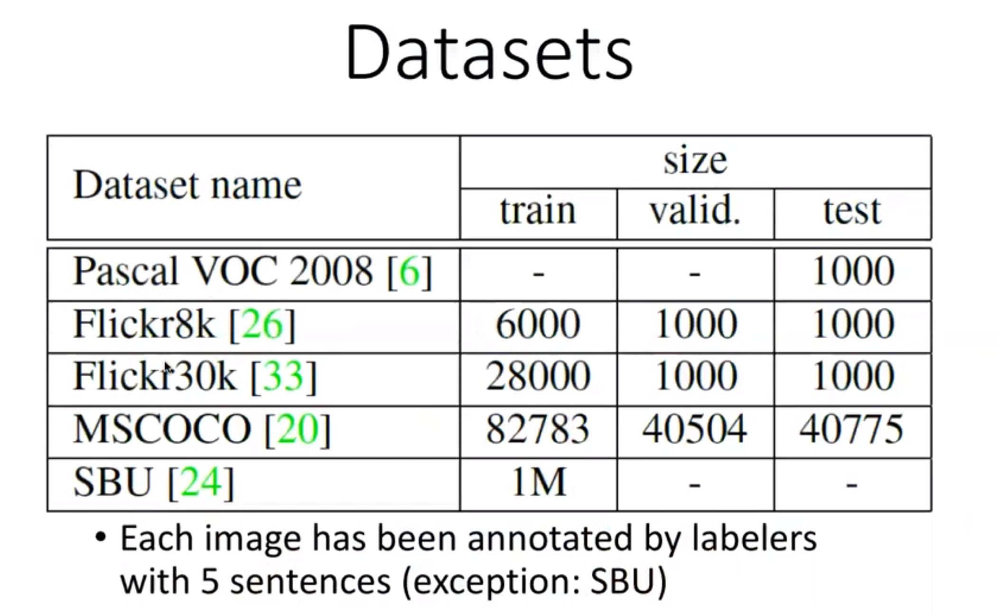 Datasets
Dataset name size
train valid. test
Pascal VOC 2008 [6] - - 1000
Flickr8k [26] 6000 1000 1000
Flickr30k [33] 28000 1000 1000
MSCOCO [20] 82783 40504 40775
SBU [24] 1M - -
• Each image has been annotated by labelers
with 5 sentences (exception: SBU)